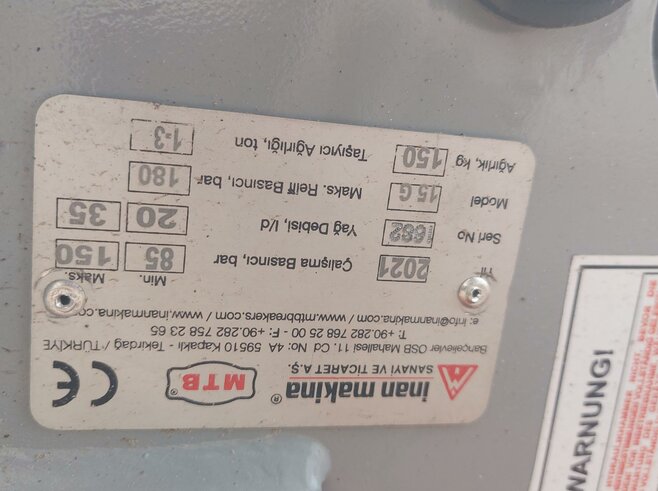 inan makina®
SANAYİ VE TİCARET A.Ş.
MTB
CE
Bahçelievler OSB Mahallesi 11. Cd No: 4A 59510 Kapaklı - Tekirdağ / TÜRKİYE
T: +90.282 768 25 00 - F: +90.282 758 23 65
e: info@inanmakina.com / www.mtbbreakers.com / www.inanmakina.com
Min. Maks.
Yıl 2021 Çalışma Basıncı, bar 85 150
Seri No Yağ Debisi, l/d 20 35
Model 15 G Maks. Relif Basıncı, bar 180
Ağırlık, kg 150 Taşıyıcı Ağırlığı, ton 1-3
WARNUNG!